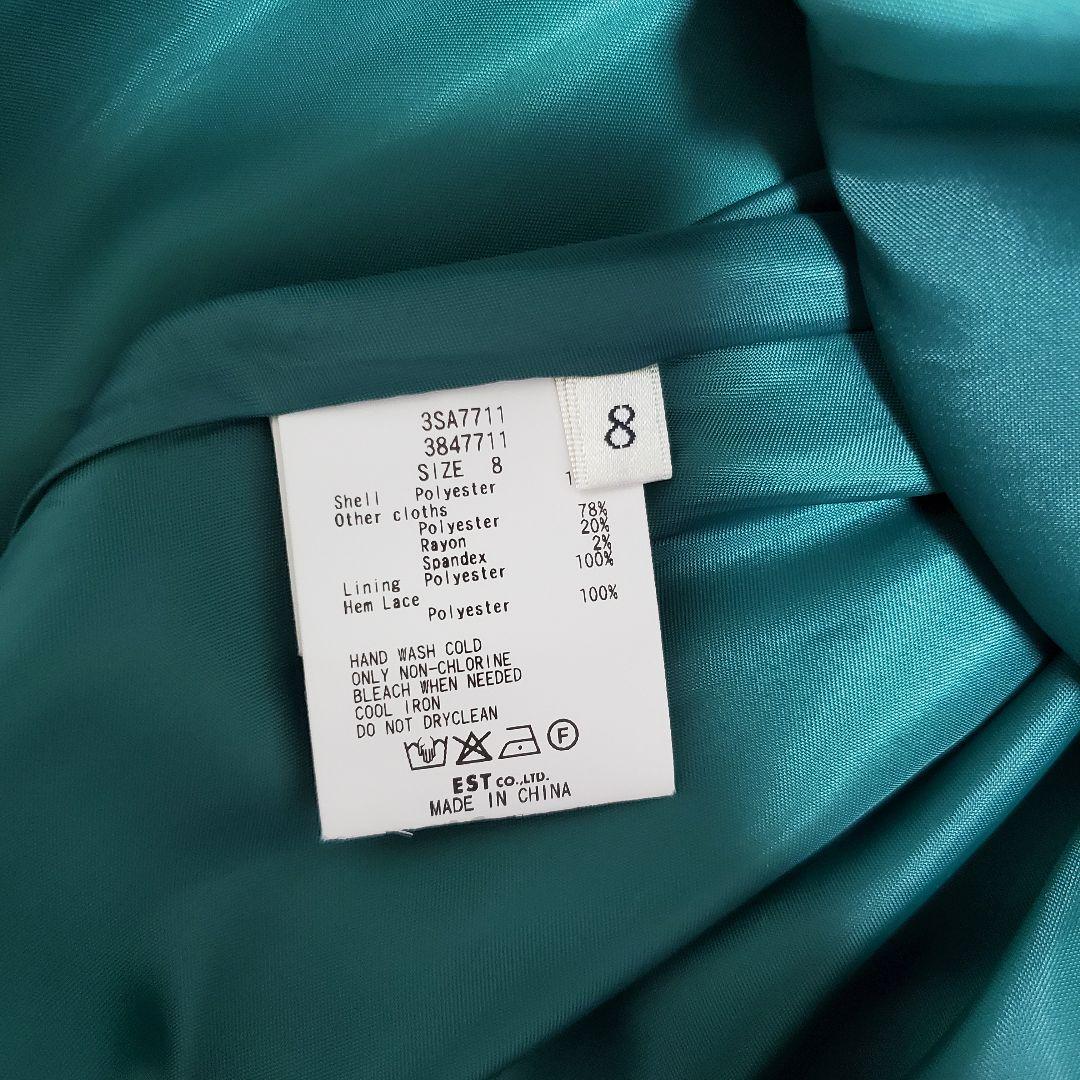 3SA7711
3847711
SIZE 8
8
Shell Polyester
Other cloths
Polyester 78%
Rayon 20%
Spandex 2%
Lining Polyester 100%
Hem Lace
Polyester 100%
HAND WASH COLD
ONLY NON-CHLORINE
BLEACH WHEN NEEDED
COOL IRON
DO NOT DRYCLEAN
F
EST CO.,LTD.
MADE IN CHINA